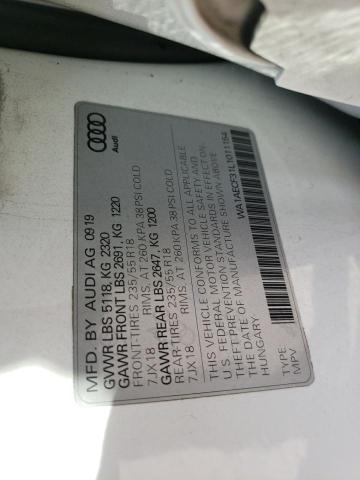 Audi
MFD. BY AUDI AG 0919
GVWR LBS 5118, KG 2320
GAWR FRONT LBS 2691, KG 1220
FRONT-TIRES 235/55 R18
7JX18 RIMS, AT 260 KPA 38 PSI COLD
GAWR REAR LBS 2647, KG 1200
REAR-TIRES 235/55 R18
7JX18 RIMS, AT 260 KPA 38 PSI COLD
THIS VEHICLE CONFORMS TO ALL APPLICABLE
U.S. FEDERAL MOTOR VEHICLE SAFETY AND
THEFT PREVENTION STANDARDS IN EFFECT ON
THE DATE OF MANUFACTURE SHOWN ABOVE.
HUNGARY
WA1AECF31L1011154
TYPE:
MPV